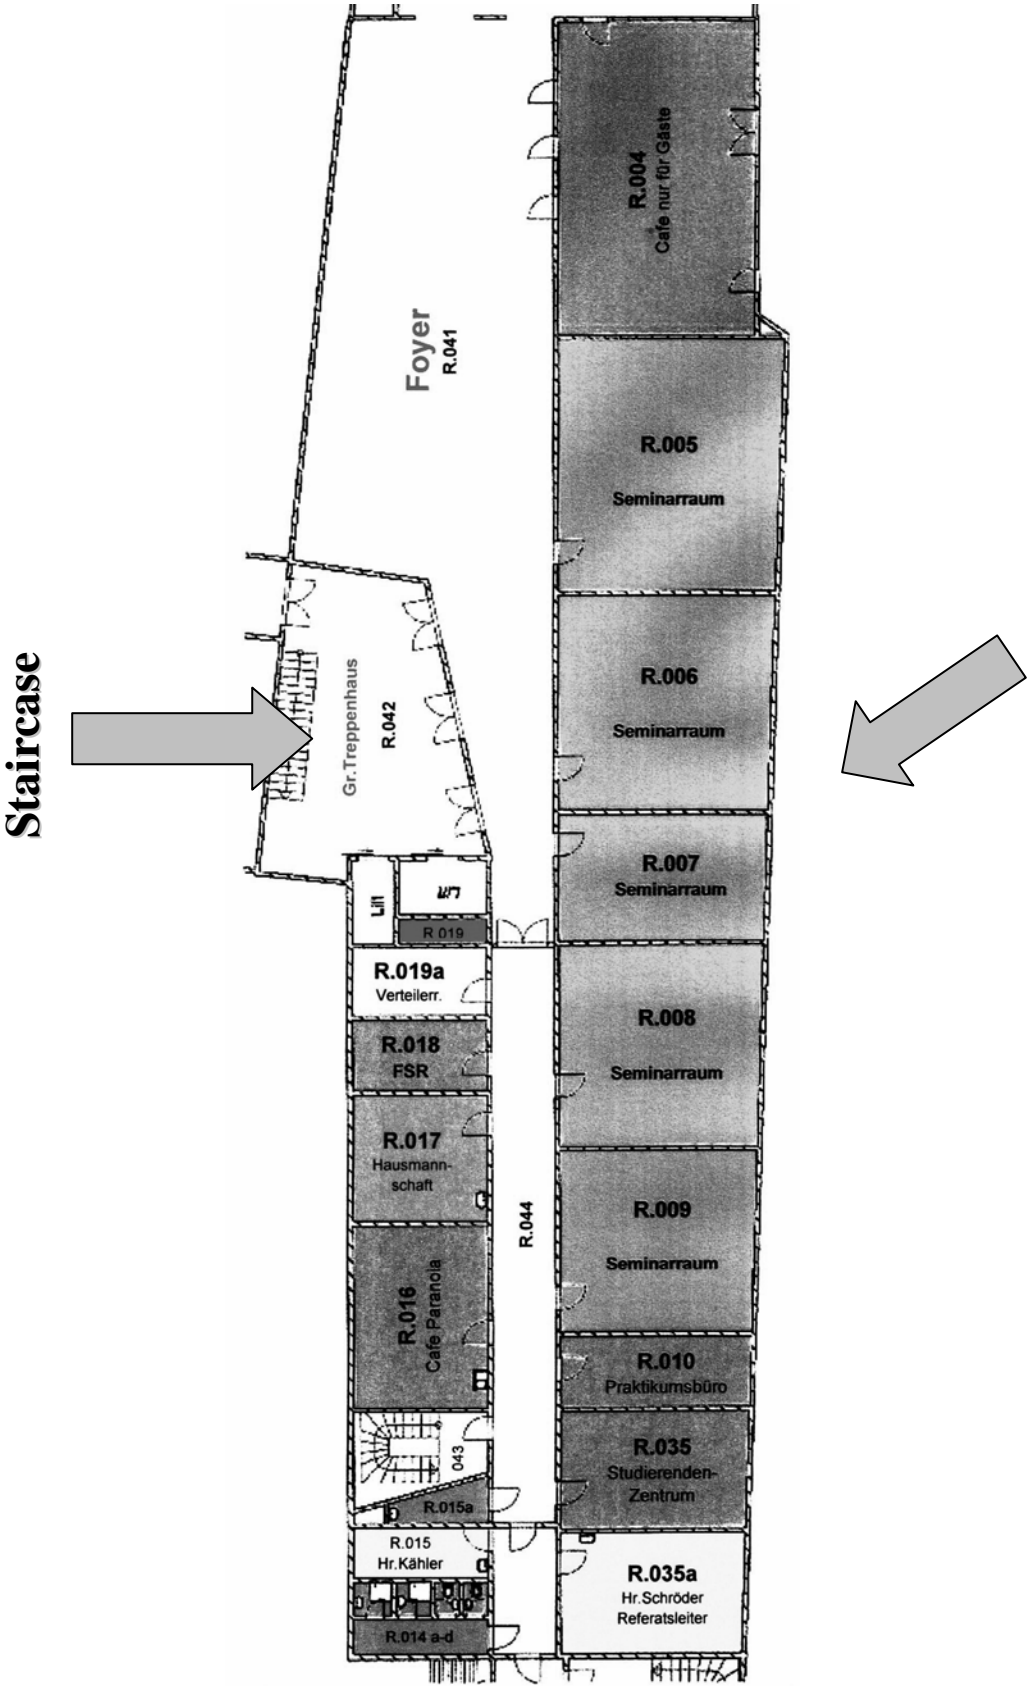 R.004
Cafe nur für Gäste
Foyer
R.041
R.005
Seminarraum
Staircase
Gr.Treppenhaus
R.042
R.006
Seminarraum
R.007
Seminarraum
Lift
Lift
R.019
R.019a
Verteilerr.
R.008
Seminarraum
R.018
FSR
R.017
Hausmann-
schaft
R.044
R.009
Seminarraum
R.016
Cafe Paranoia
R.010
Praktikumsbüro
043
R.035
Studierenden-
Zentrum
R.015a
R.015
Hr.Kähler
R.035a
Hr.Schröder
Referatsleiter
R.014 a-d